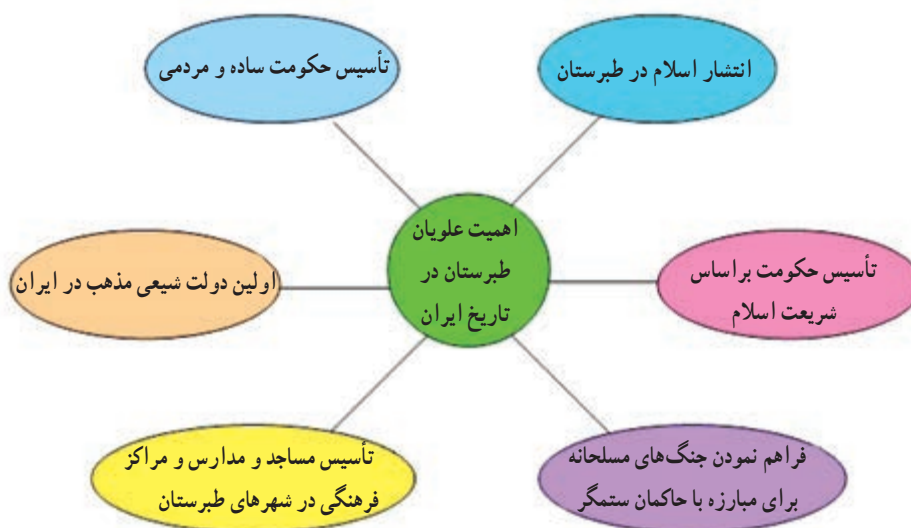 اهمیت علویان
طبرستان در
تاریخ ایران
انتشار اسلام در طبرستان
تأسیس حکومت ساده و مردمی
تأسیس حکومت براساس
شریعت اسلام
اولین دولت شیعی مذهب در ایران
فراهم نمودن جنگ‌های مسلحانه
برای مبارزه با حاکمان ستمگر
تأسیس مساجد و مدارس و مراکز
فرهنگی در شهرهای طبرستان